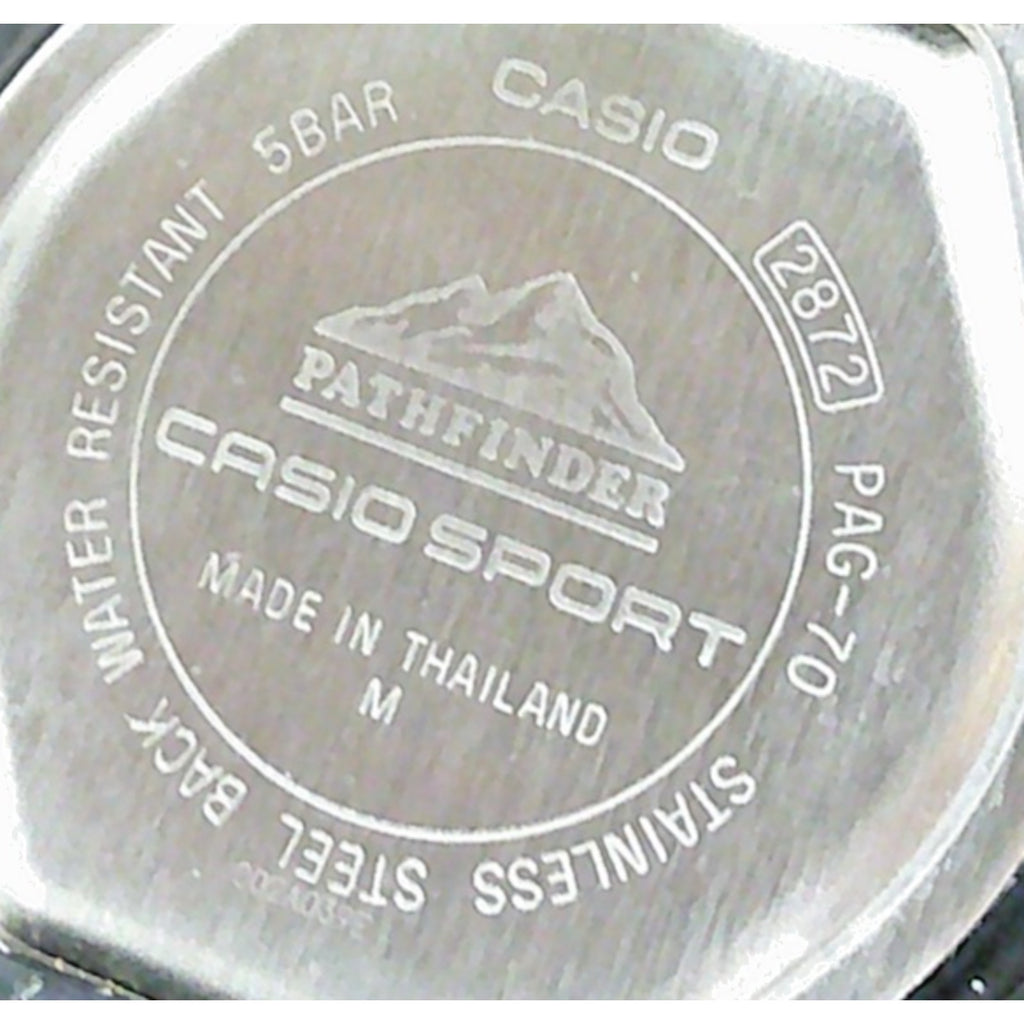 CASIO
2872
PAG-70
STAINLESS STEEL BACK
WATER RESISTANT 5BAR
PATHFINDER
CASIO SPORT
MADE IN THAILAND
M